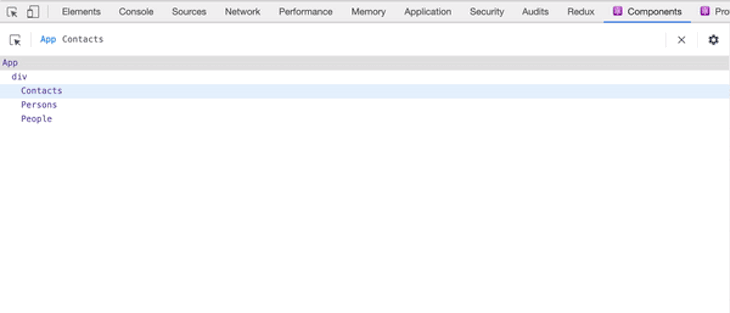 Elements Console Sources Network Performance Memory Application Security Audits Redux Components Pro
App Contacts
App
div
Contacts
Persons
People